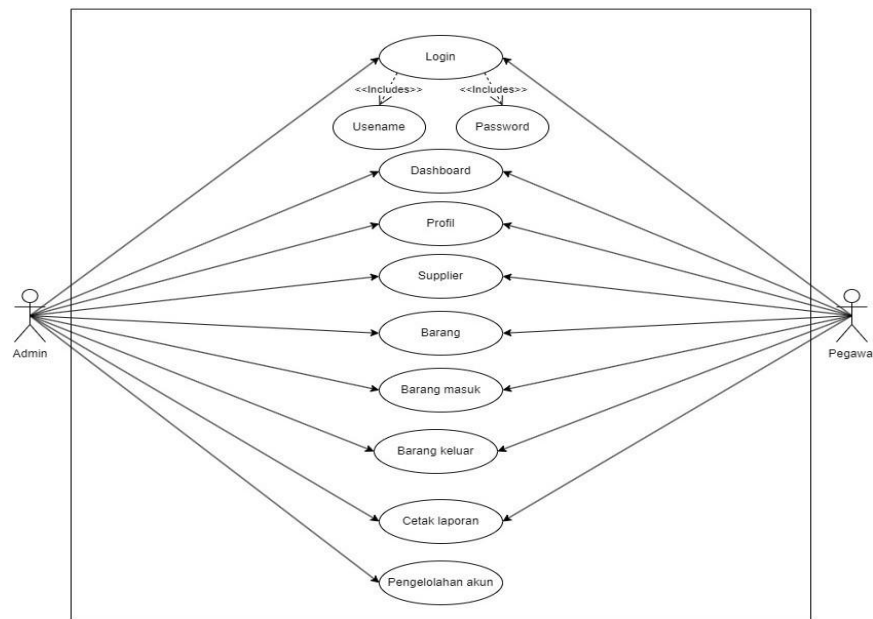 Login
<<Includes>>
<<Includes>>
Usename
Password
Dashboard
Profil
Supplier
Barang
Admin
Pegawa
Barang masuk
Barang keluar
Cetak laporan
Pengelolahan akun